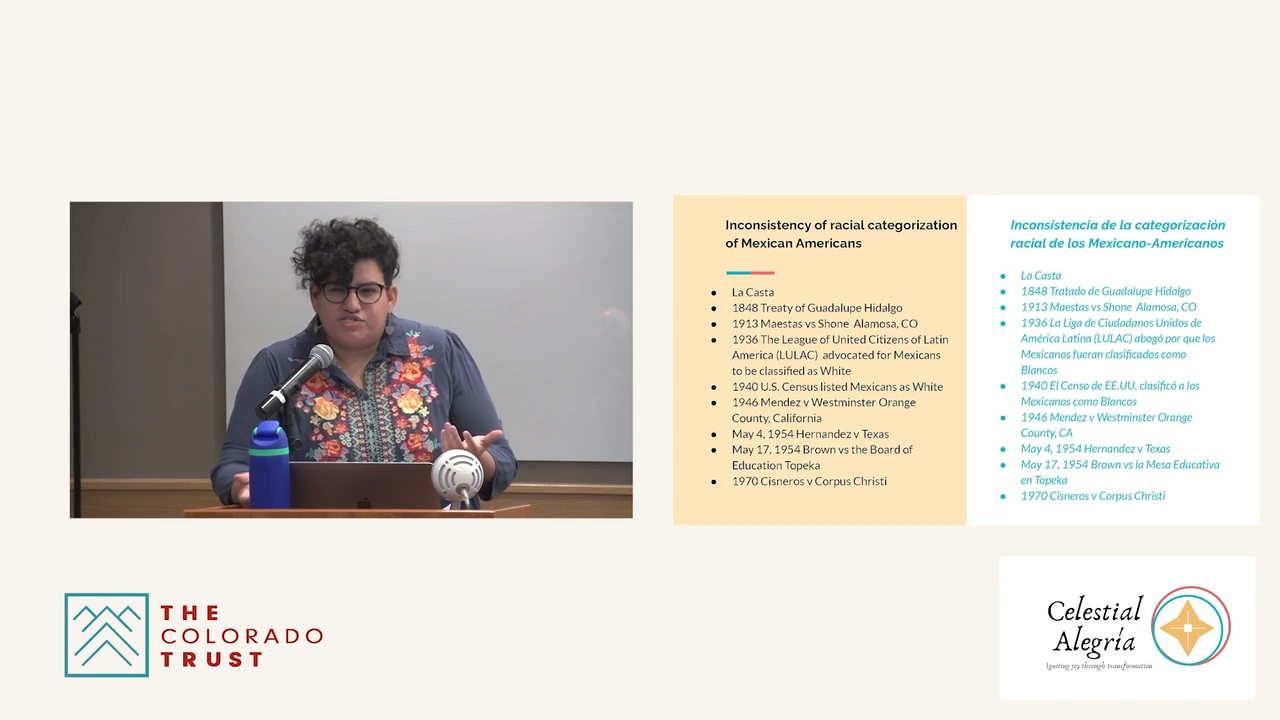 Inconsistency of racial categorization
of Mexican Americans
● La Casta
● 1848 Treaty of Guadalupe Hidalgo
● 1913 Maestas vs Shone Alamosa, CO
● 1936 The League of United Citizens of Latin
America (LULAC) advocated for Mexicans
to be classified as White
● 1940 U.S. Census listed Mexicans as White
● 1946 Mendez v Westminster Orange
County, California
● May 4, 1954 Hernandez v Texas
● May 17, 1954 Brown vs the Board of
Education Topeka
● 1970 Cisneros v Corpus Christi
Inconsistencia de la categorización
racial de los Mexicano-Americanos
● La Casta
● 1848 Tratado de Guadalupe Hidalgo
● 1913 Maestas vs Shone Alamosa, CO
● 1936 La Liga de Ciudadanos Unidos de
América Latina (LULAC) abogó por que los
Mexicanos fueran clasificados como
Blancos
● 1940 El Censo de EE.UU. clasificó a los
Mexicanos como Blancos
● 1946 Mendez v Westminster Orange
County, CA
● May 4, 1954 Hernandez v Texas
● May 17, 1954 Brown vs la Mesa Educativa
en Topeka
● 1970 Cisneros v Corpus Christi
THE
COLORADO
TRUST
Celestial
Alegría
Igniting joy through transformation